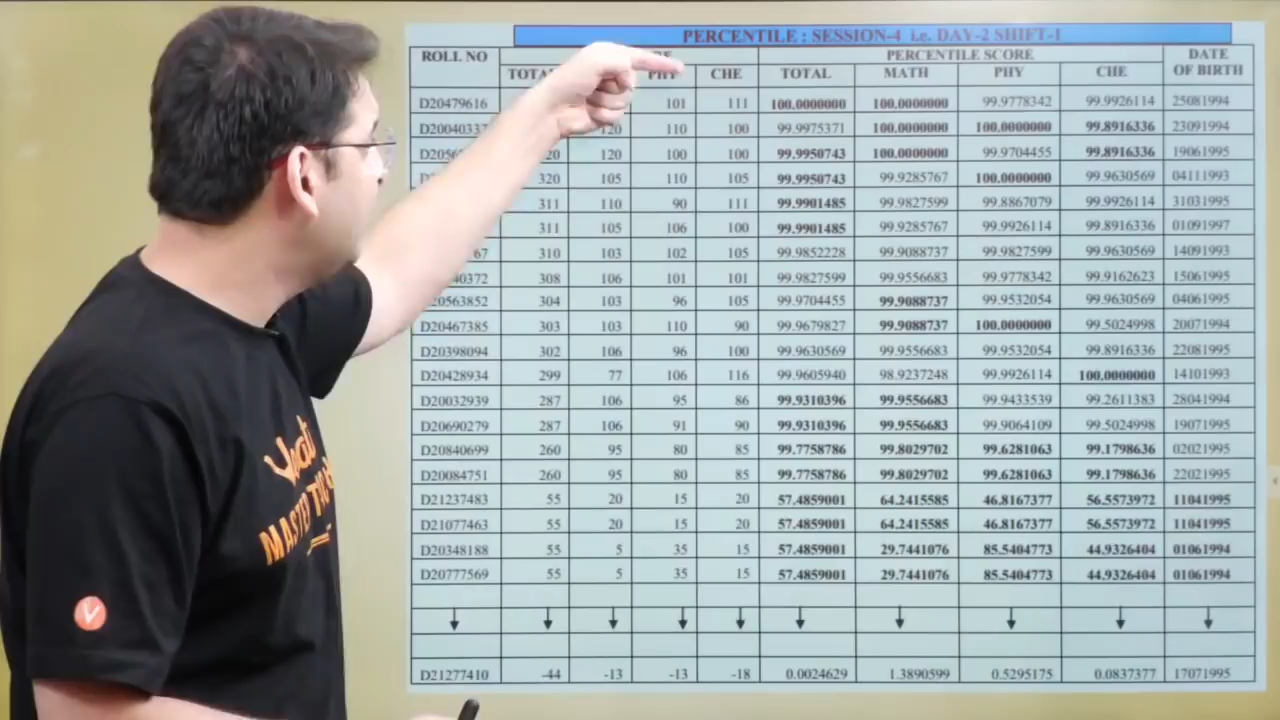 PERCENTILE : SESSION-4 i.e. DAY-2 SHIFT-1
ROLL NO PERCENTILE SCORE DATE OF BIRTH
PHY CHE TOTAL MATH PHY CHE
D20479616 101 111 100.0000000 100.0000000 99.9778342 99.9926114 25081994
120 110 100 99.9975371 100.0000000 100.0000000 99.8916336 23091994
120 100 100 99.9950743 100.0000000 99.9704455 99.8916336 19061995
320 105 110 105 99.9950743 99.9285767 100.0000000 99.9630569 04111993
311 110 90 111 99.9901485 99.9827599 99.8867079 99.9926114 31031995
311 105 106 100 99.9901485 99.9285767 99.9926114 99.8916336 01091997
67 310 103 102 105 99.9852228 99.9088737 99.9827599 99.9630569 14091993
40372 308 106 101 101 99.9827599 99.9556683 99.9778342 99.9162623 15061995
20563852 304 103 96 105 99.9704455 99.9088737 99.9532054 99.9630569 04061995
D20467385 303 103 110 90 99.9679827 99.9088737 100.0000000 99.5024998 20071994
D20398094 302 106 96 100 99.9630569 99.9556683 99.9532054 99.8916336 22081995
D20428934 299 77 106 116 99.9605940 98.9237248 99.9926114 100.0000000 14101993
D20032939 287 106 95 86 99.9310396 99.9556683 99.9433539 99.2611383 28041994
D20690279 287 106 91 90 99.9310396 99.9556683 99.9064109 99.5024998 19071995
D20840699 260 95 80 85 99.7758786 99.8029702 99.6281063 99.1798636 02021995
D20084751 260 95 80 85 99.7758786 99.8029702 99.6281063 99.1798636 22021995
D21237483 55 20 15 20 57.4859001 64.2415585 46.8167377 56.5573972 11041995
D21077463 55 20 15 20 57.4859001 64.2415585 46.8167377 56.5573972 11041995
D20348188 55 5 35 15 57.4859001 29.7441076 85.5404773 44.9326404 01061994
D20777569 55 5 35 15 57.4859001 29.7441076 85.5404773 44.9326404 01061994
D21277410 -44 -13 -13 -18 0.0024629 1.3890599 0.5295175 0.0837377 17071995
MASTER
V